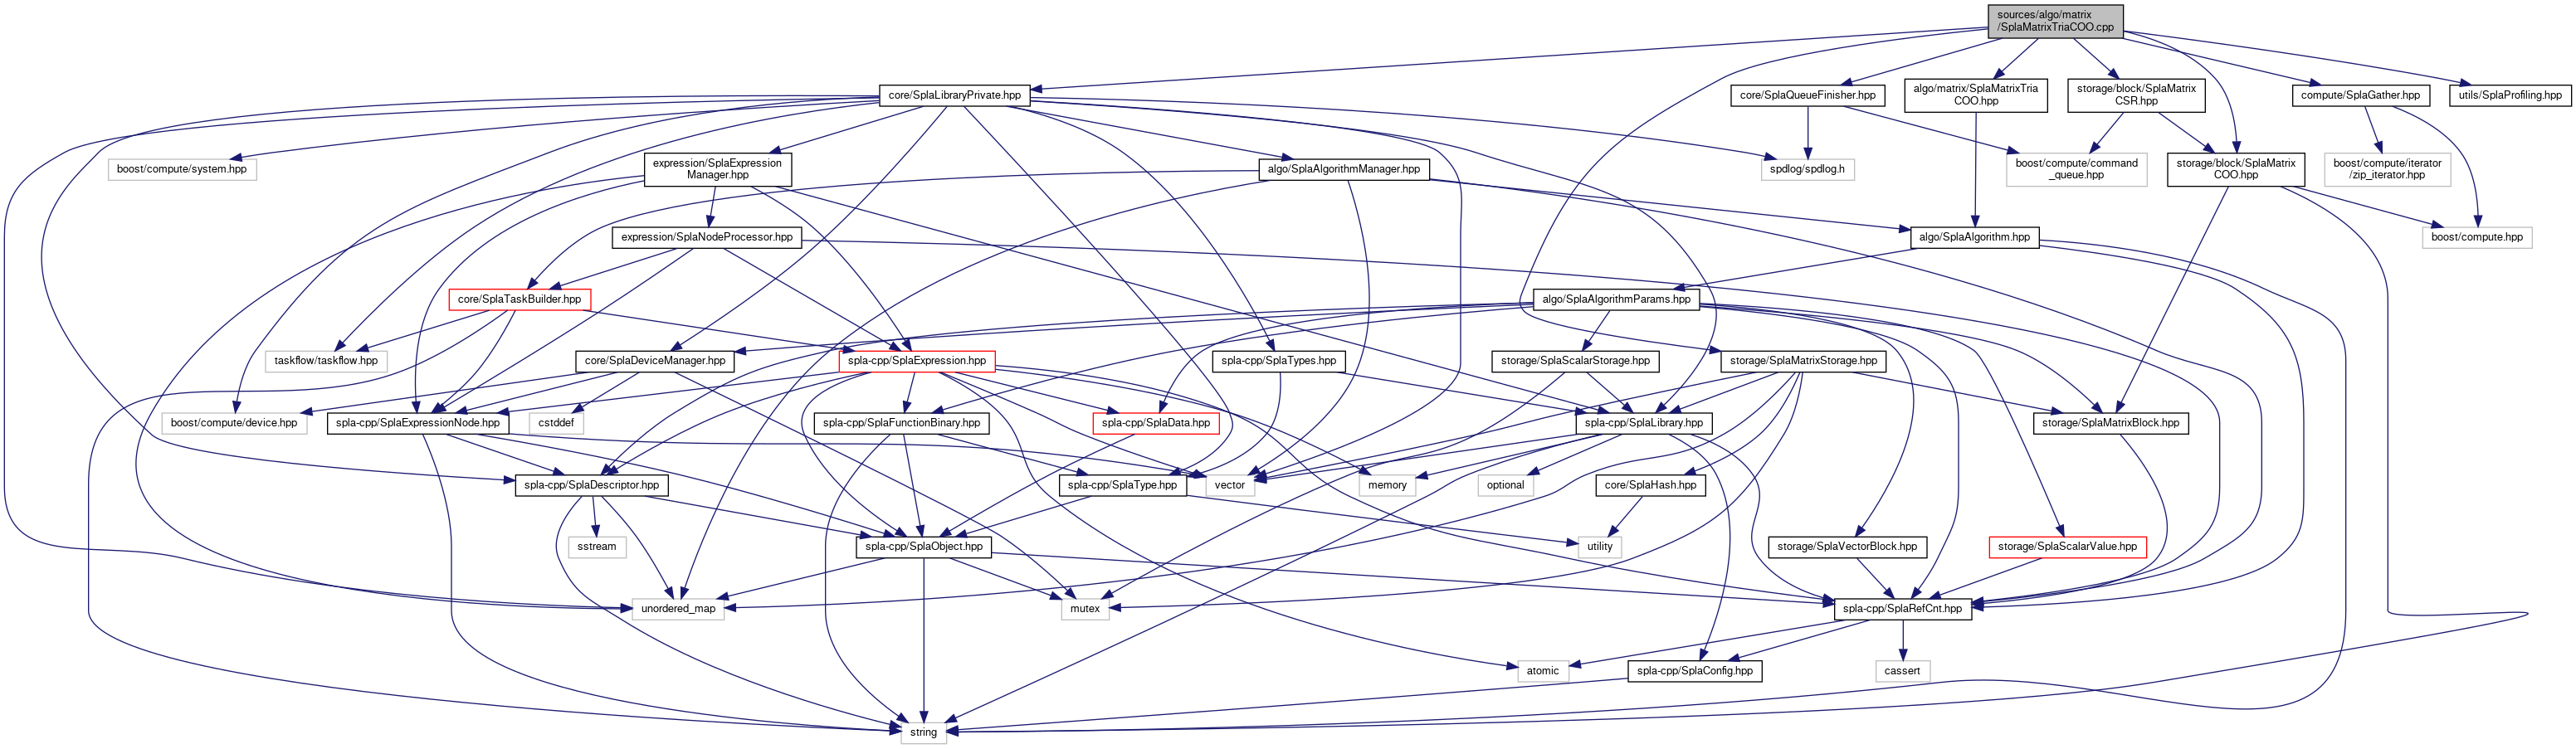 sources/algo/matrix
/SplaMatrixTriaCOO.cpp
core/SplaLibraryPrivate.hpp
core/SplaQueueFinisher.hpp
algo/matrix/SplaMatrixTria
COO.hpp
storage/block/SplaMatrix
CSR.hpp
compute/SplaGather.hpp
utils/SplaProfiling.hpp
boost/compute/system.hpp
expression/SplaExpression
Manager.hpp
algo/SplaAlgorithmManager.hpp
spdlog/spdlog.h
boost/compute/command
_queue.hpp
storage/block/SplaMatrix
COO.hpp
boost/compute/iterator
/zip_iterator.hpp
expression/SplaNodeProcessor.hpp
algo/SplaAlgorithm.hpp
boost/compute.hpp
core/SplaTaskBuilder.hpp
algo/SplaAlgorithmParams.hpp
taskflow/taskflow.hpp
core/SplaDeviceManager.hpp
spla-cpp/SplaExpression.hpp
spla-cpp/SplaTypes.hpp
storage/SplaScalarStorage.hpp
storage/SplaMatrixStorage.hpp
boost/compute/device.hpp
spla-cpp/SplaExpressionNode.hpp
cstddef
spla-cpp/SplaFunctionBinary.hpp
spla-cpp/SplaData.hpp
spla-cpp/SplaLibrary.hpp
storage/SplaMatrixBlock.hpp
spla-cpp/SplaDescriptor.hpp
spla-cpp/SplaType.hpp
vector
memory
optional
core/SplaHash.hpp
sstream
spla-cpp/SplaObject.hpp
utility
storage/SplaVectorBlock.hpp
storage/SplaScalarValue.hpp
unordered_map
mutex
spla-cpp/SplaRefCnt.hpp
atomic
spla-cpp/SplaConfig.hpp
cassert
string